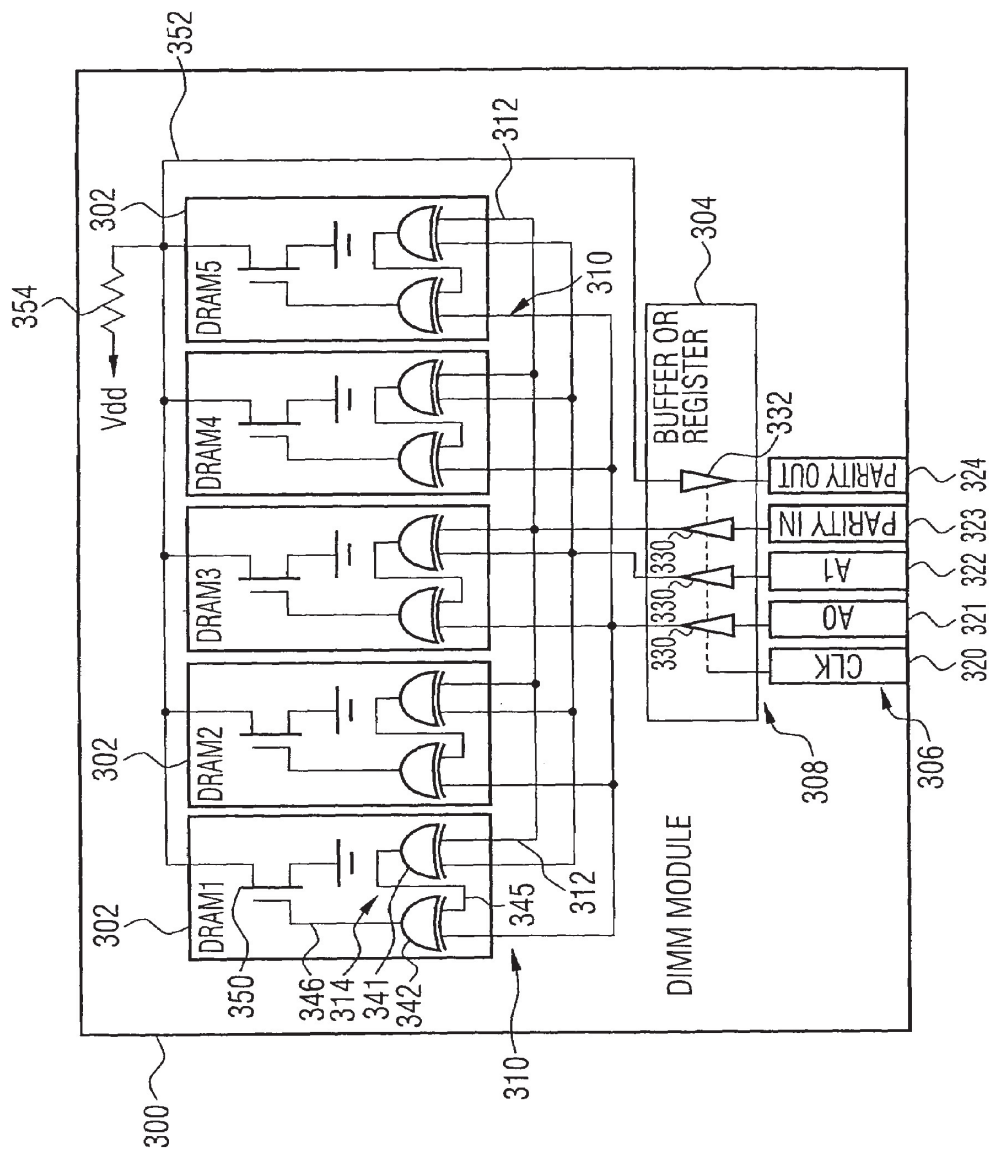 300
DIMM MODULE
352
354
Vdd
302
302
302
DRAM1
DRAM2
DRAM3
DRAM4
DRAM5
350
346
314
341
342
345
312
312
310
310
304
BUFFER OR
REGISTER
330
330
330
332
308
306
CLK
A0
A1
PARITY IN
PARITY OUT
320
321
322
323
324